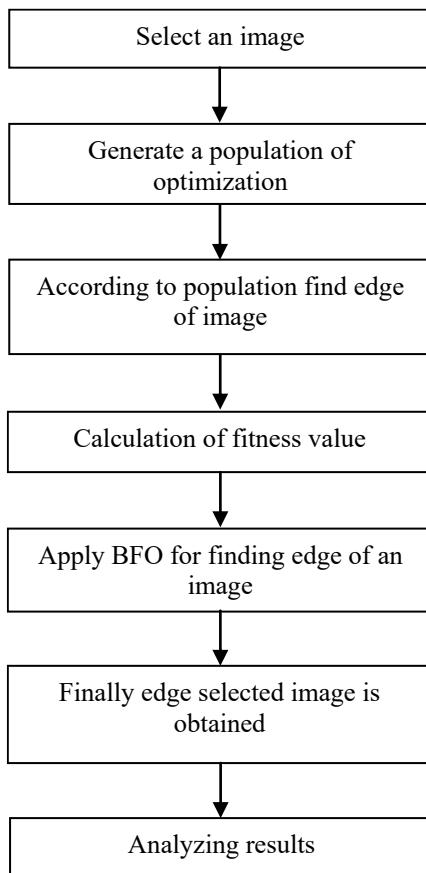 Select an image
Generate a population of
optimization
According to population find edge
of image
Calculation of fitness value
Apply BFO for finding edge of an
image
Finally edge selected image is
obtained
Analyzing results